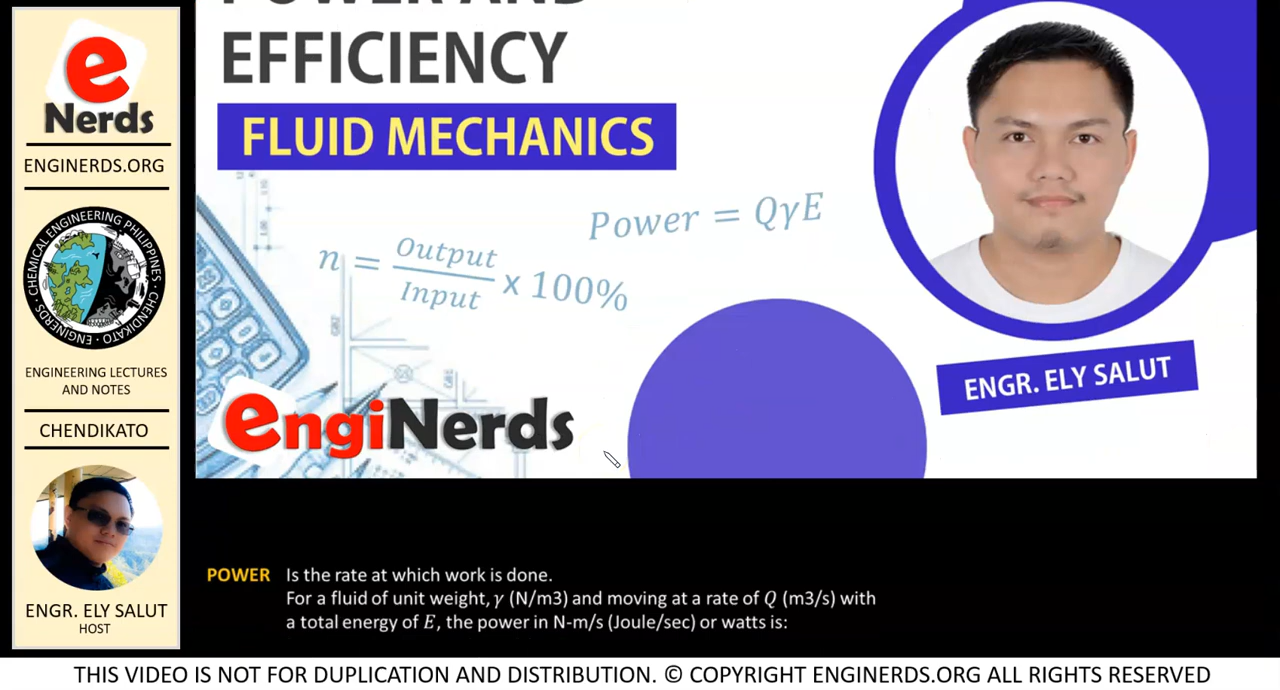 e
Nerds
ENGINERDS.ORG
CHEMICAL ENGINEERING PHILIPPINES · CHENDIKATO · ENGINERDS ·
ENGINEERING LECTURES
AND NOTES
CHENDIKATO
ENGR. ELY SALUT
HOST
POWER AND
EFFICIENCY
FLUID MECHANICS
Power = QγE
n = Output / Input x 100%
engiNerds
ENGR. ELY SALUT
POWER Is the rate at which work is done.
For a fluid of unit weight, γ (N/m3) and moving at a rate of Q (m3/s) with
a total energy of E, the power in N-m/s (Joule/sec) or watts is:
THIS VIDEO IS NOT FOR DUPLICATION AND DISTRIBUTION. © COPYRIGHT ENGINERDS.ORG ALL RIGHTS RESERVED